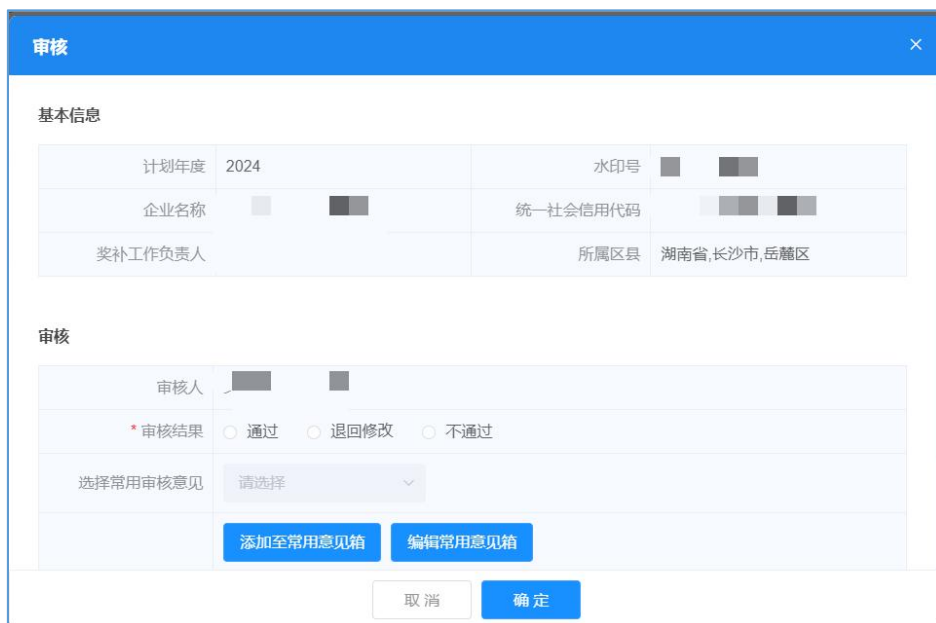 审核
基本信息
计划年度 2024 水印号
企业名称 统一社会信用代码
奖补工作负责人 所属区县 湖南省,长沙市,岳麓区
审核
审核人
* 审核结果 通过 退回修改 不通过
选择常用审核意见 请选择
添加至常用意见箱 编辑常用意见箱
取消 确定